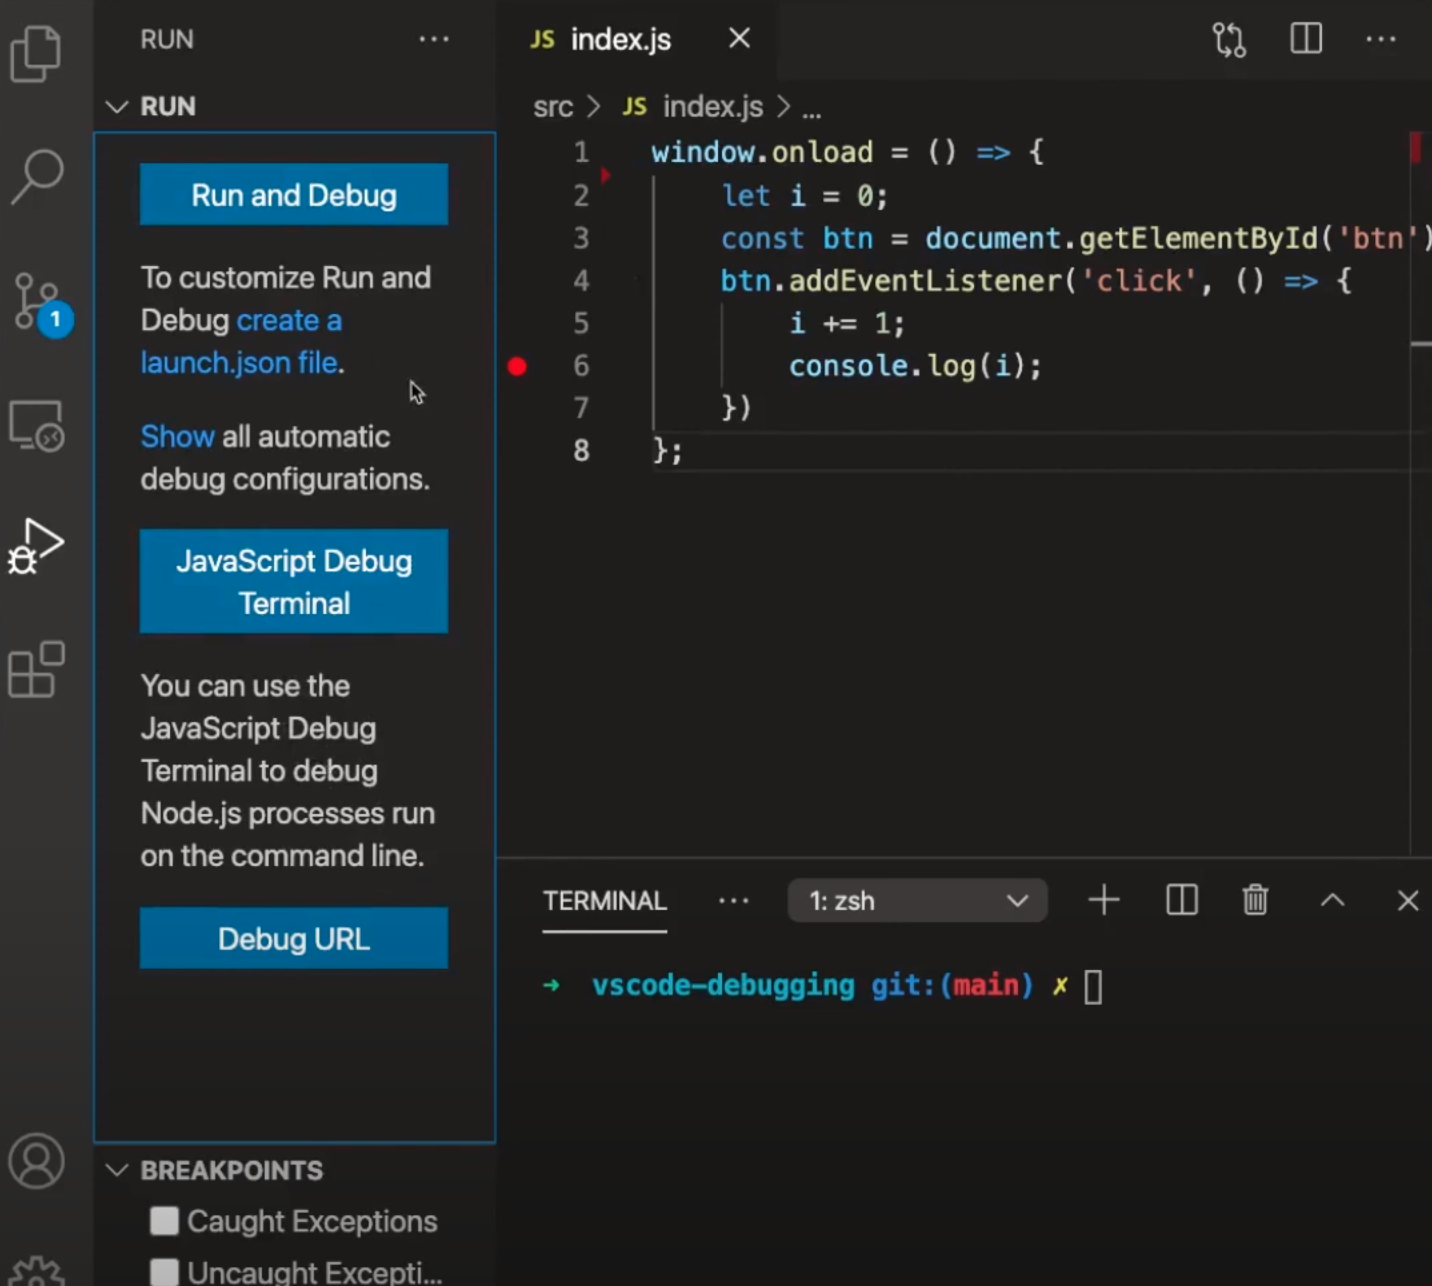 RUN
RUN
Run and Debug
To customize Run and
Debug create a
launch.json file.
Show all automatic
debug configurations.
JavaScript Debug
Terminal
You can use the
JavaScript Debug
Terminal to debug
Node.js processes run
on the command line.
Debug URL
BREAKPOINTS
Caught Exceptions
Uncaught Excepti...
1
JS index.js
src > JS index.js > ...
1 window.onload = () => {
2 let i = 0;
3 const btn = document.getElementById('btn')
4 btn.addEventListener('click', () => {
5 i += 1;
6 console.log(i);
7 })
8 };
TERMINAL ... 1: zsh
→ vscode-debugging git:(main) ✗